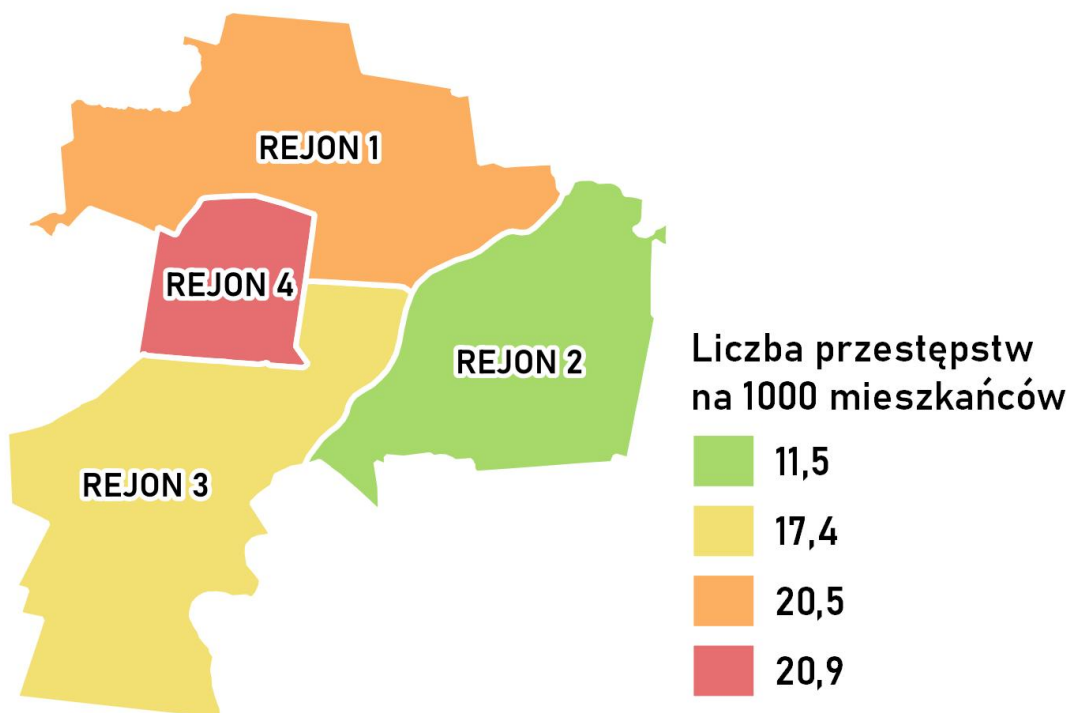 REJON 1
REJON 4
REJON 2
REJON 3
Liczba przestępstw
na 1000 mieszkańców
11,5
17,4
20,5
20,9